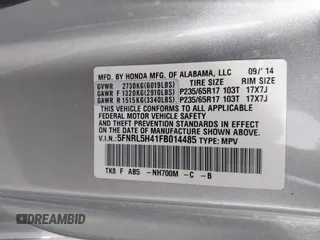 MFD. BY HONDA MFG. OF ALABAMA, LLC 09/'14
GVWR 2730KG(6019LBS) TIRE SIZE RIM SIZE
GAWR F 1320KG(2910LBS) P235/65R17 103T 17X7J
GAWR R 1515KG(3340LBS) P235/65R17 103T 17X7J
THIS VEHICLE CONFORMS TO ALL APPLICABLE
FEDERAL MOTOR VEHICLE SAFETY AND THEFT
PREVENTION STANDARDS IN EFFECT ON THE DATE
OF MANUFACTURE SHOWN ABOVE.
V.I.N.: 5FNRL5H41FB014485 TYPE: MPV
TK8 F AB5 -NH700M -C -B
DREAMBID